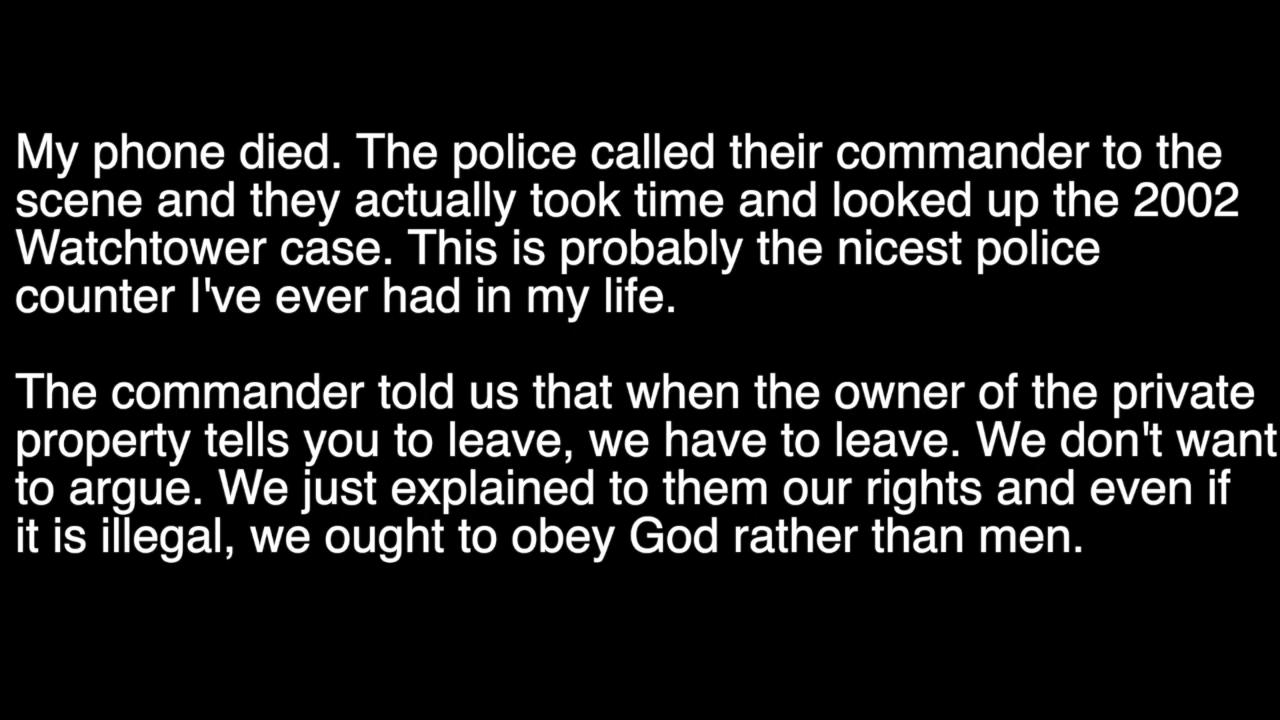 My phone died. The police called their commander to the
scene and they actually took time and looked up the 2002
Watchtower case. This is probably the nicest police
counter I've ever had in my life.
The commander told us that when the owner of the private
property tells you to leave, we have to leave. We don't want
to argue. We just explained to them our rights and even if
it is illegal, we ought to obey God rather than men.